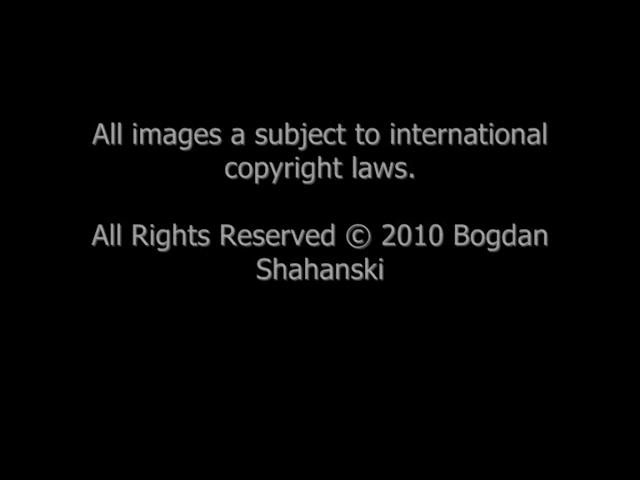 All images a subject to international
copyright laws.
All Rights Reserved © 2010 Bogdan
Shahanski